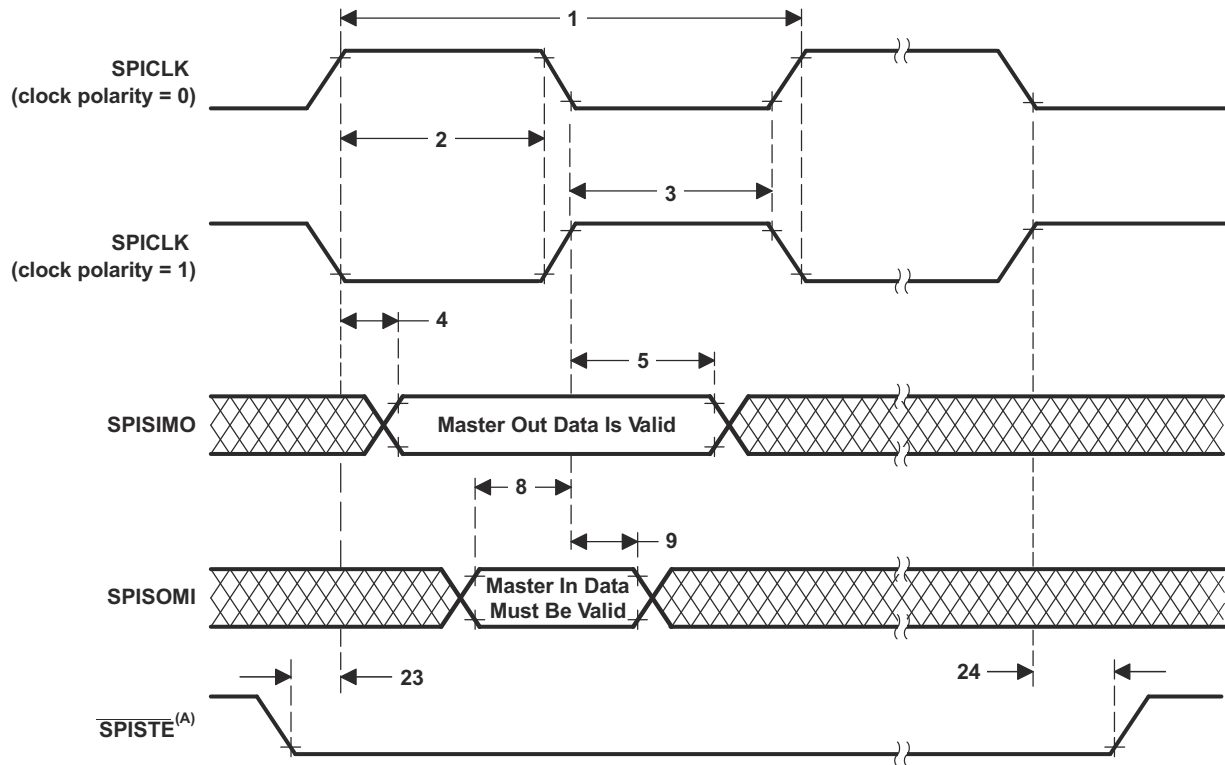 1
SPICLK
(clock polarity = 0)
2
3
SPICLK
(clock polarity = 1)
4
5
SPISIMO
Master Out Data Is Valid
8
9
SPISOMI
Master In Data
Must Be Valid
23
24
SPISTE(A)